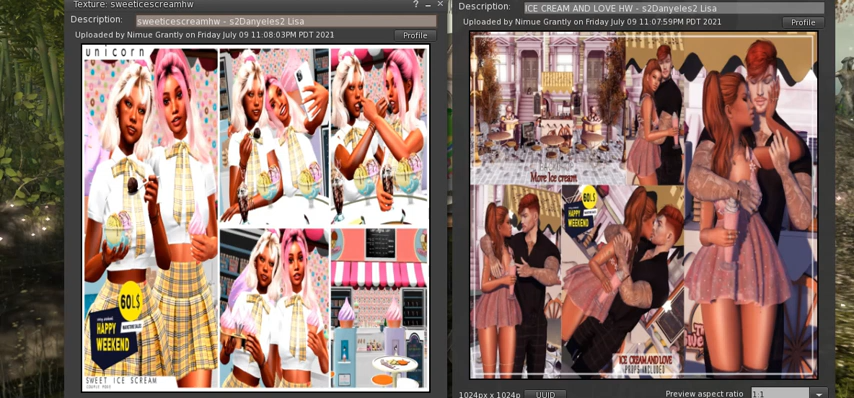 Texture: sweeticescreamhw
Description:
sweeticescreamhw - s2Danyeles2 Lisa
Uploaded by Nimue Grantly on Friday July 09 11:08:03PM PDT 2021
Profile
unicorn
60LS
HAPPY
WEEKEND
SWEET ICE SCREAM
Description:
ICE CREAM AND LOVE HW - s2Danyeles2 Lisa
Uploaded by Nimue Grantly on Friday July 09 11:07:59PM PDT 2021
Profile
More Ice cream
60LS
HAPPY
WEEKEND
ICE CREAM AND LOVE
PROPS INCLUDED
1024px x 1024p
UUID
Preview aspect ratio
1:1